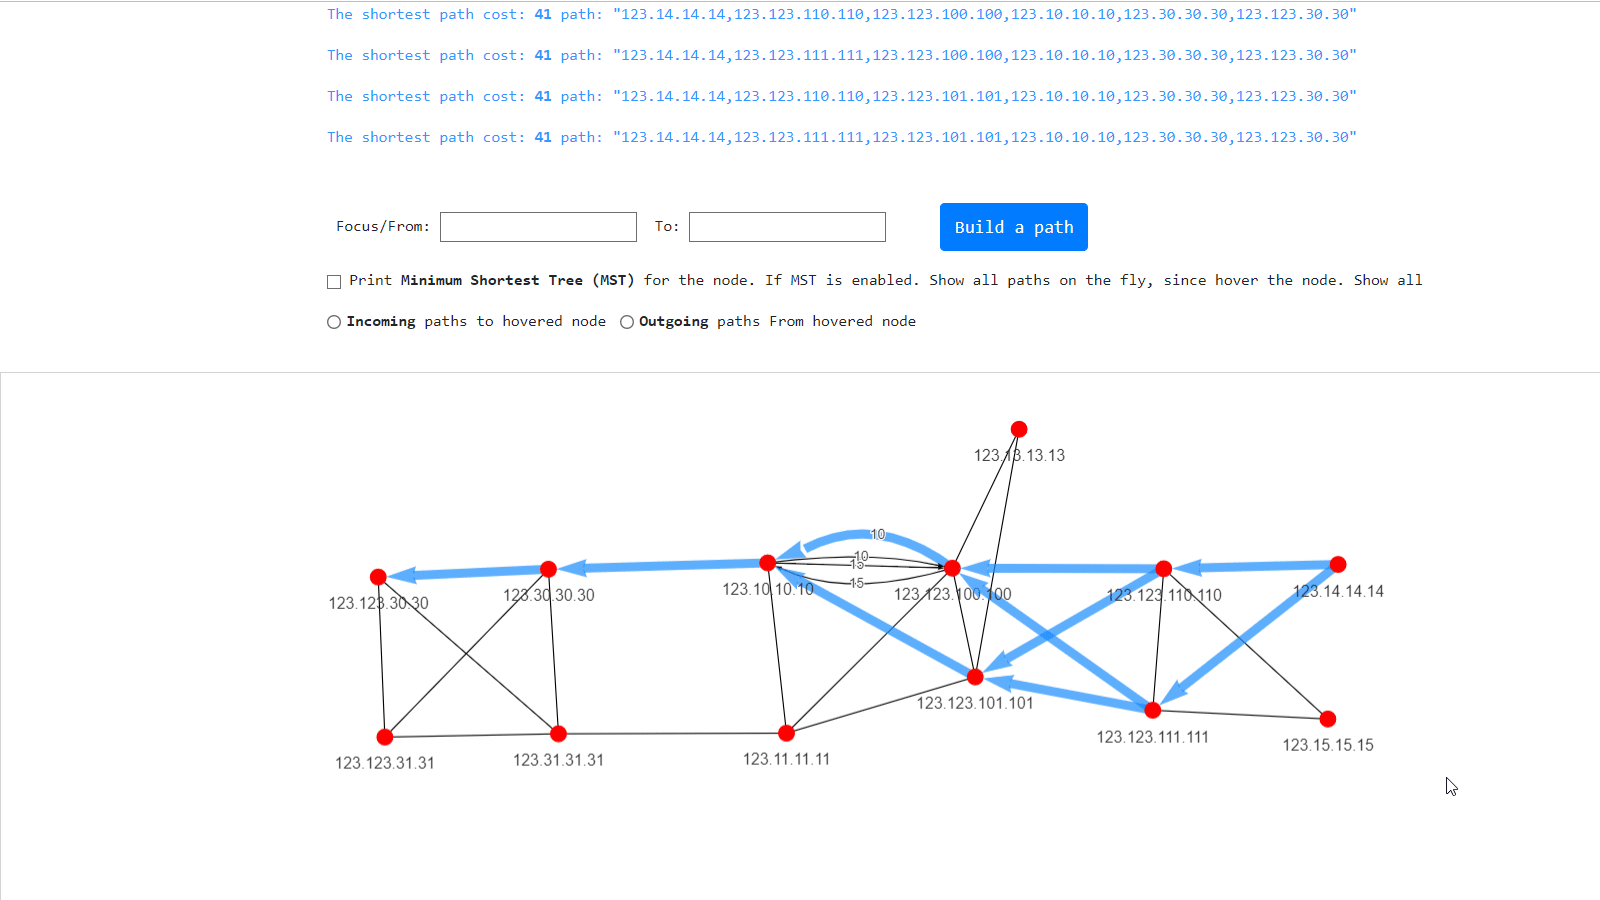 The shortest path cost: 41 path: "123.14.14.14,123.123.110.110,123.123.100.100,123.10.10.10,123.30.30.30,123.123.30.30"
The shortest path cost: 41 path: "123.14.14.14,123.123.111.111,123.123.100.100,123.10.10.10,123.30.30.30,123.123.30.30"
The shortest path cost: 41 path: "123.14.14.14,123.123.110.110,123.123.101.101,123.10.10.10,123.30.30.30,123.123.30.30"
The shortest path cost: 41 path: "123.14.14.14,123.123.111.111,123.123.101.101,123.10.10.10,123.30.30.30,123.123.30.30"
Focus/From: To: Build a path
Print Minimum Shortest Tree (MST) for the node. If MST is enabled. Show all paths on the fly, since hover the node. Show all
Incoming paths to hovered node Outgoing paths From hovered node
123.13.13.13
10
10
15
15
123.123.30.30
123.30.30.30
123.10.10.10
123.123.100.100
123.123.110.110
123.14.14.14
123.123.101.101
123.123.111.111
123.15.15.15
123.123.31.31
123.31.31.31
123.11.11.11